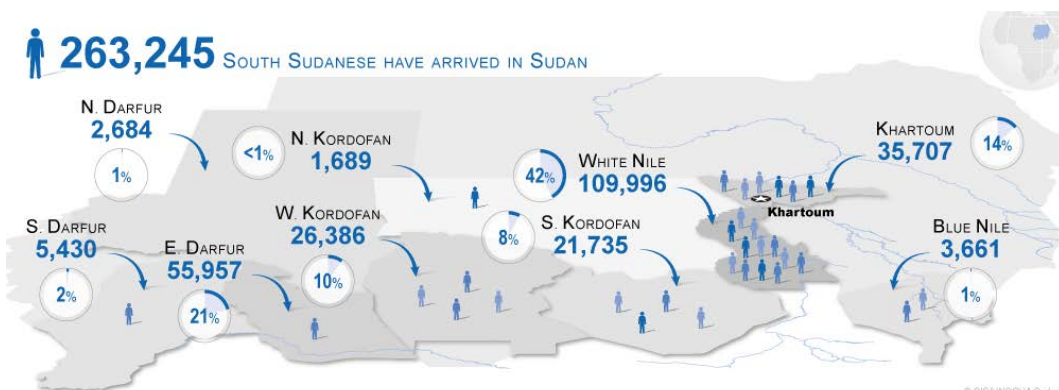 263,245 SOUTH SUDANESE HAVE ARRIVED IN SUDAN
N. DARFUR
2,684
1%
<1%
N. KORDOFAN
1,689
42%
WHITE NILE
109,996
KHARTOUM
35,707
14%
Khartoum
S. DARFUR
5,430
2%
E. DARFUR
55,957
21%
W. KORDOFAN
26,386
10%
8%
S. KORDOFAN
21,735
BLUE NILE
3,661
1%